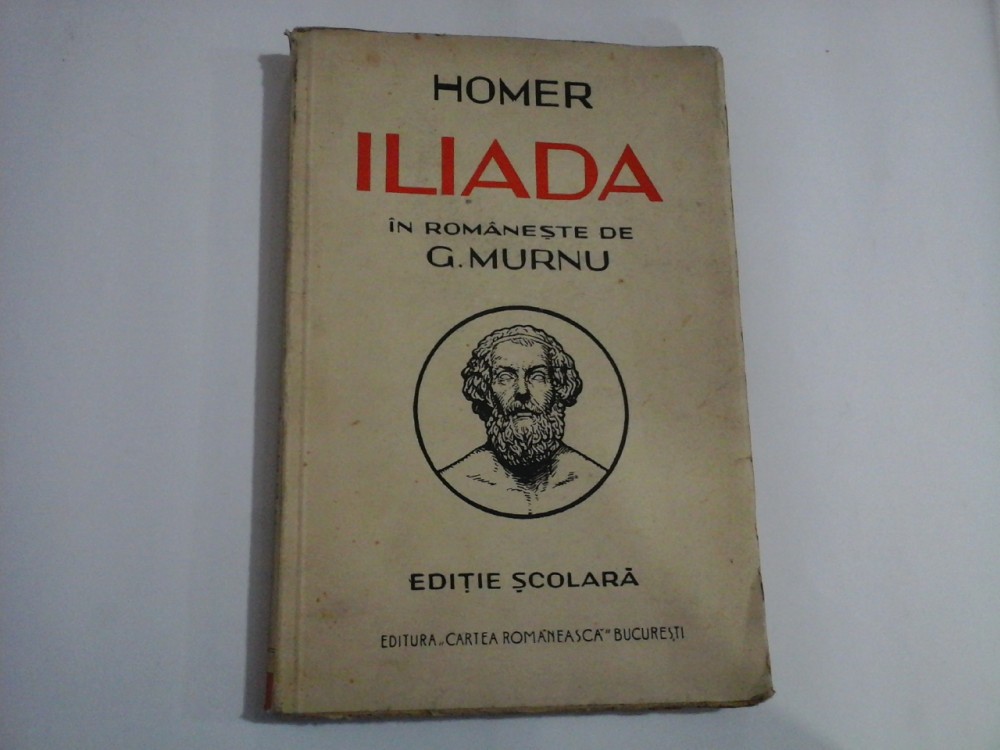 HOMER
ILIADA
ÎN ROMÂNEȘTE DE
G. MURNU
EDIȚIE ȘCOLARĂ
EDITURA „CARTEA ROMÂNEASCĂ” BUCUREȘTI